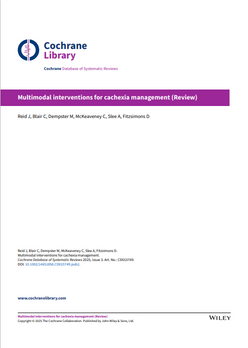 Cochrane
Library
Cochrane Database of Systematic Reviews
Multimodal interventions for cachexia management (Review)
Reid J, Blair C, Dempster M, McKeaveney C, Slee A, Fitzsimons D
Reid J, Blair C, Dempster M, McKeaveney C, Slee A, Fitzsimons D.
Multimodal interventions for cachexia management.
Cochrane Database of Systematic Reviews 2025, Issue 3. Art. No.: CD015749.
DOI: 10.1002/14651858.CD015749.pub2.
www.cochranelibrary.com
Multimodal interventions for cachexia management (Review)
Copyright © 2025 The Cochrane Collaboration. Published by John Wiley & Sons, Ltd.
WILEY